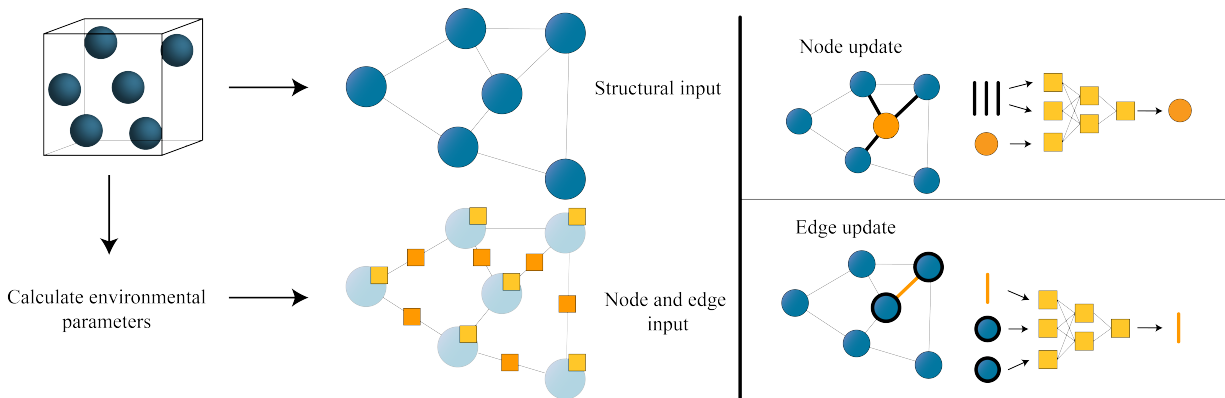 Structural input
Calculate environmental
parameters
Node and edge
input
Node update
Edge update